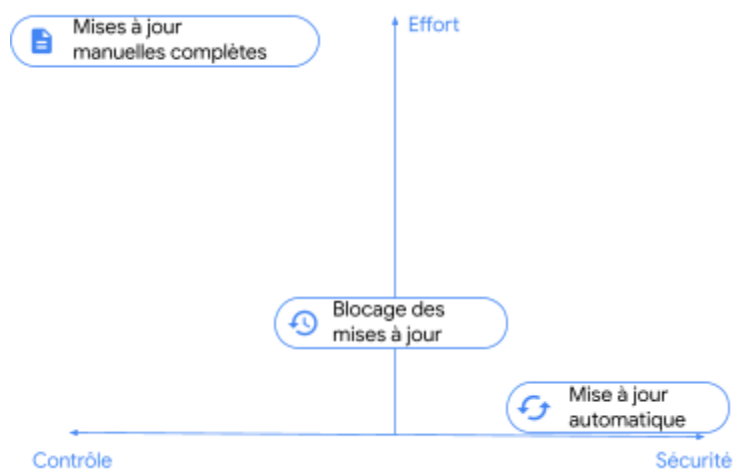 Mises à jour
manuelles complètes
Effort
Blocage des
mises à jour
Mise à jour
automatique
Contrôle
Sécurité